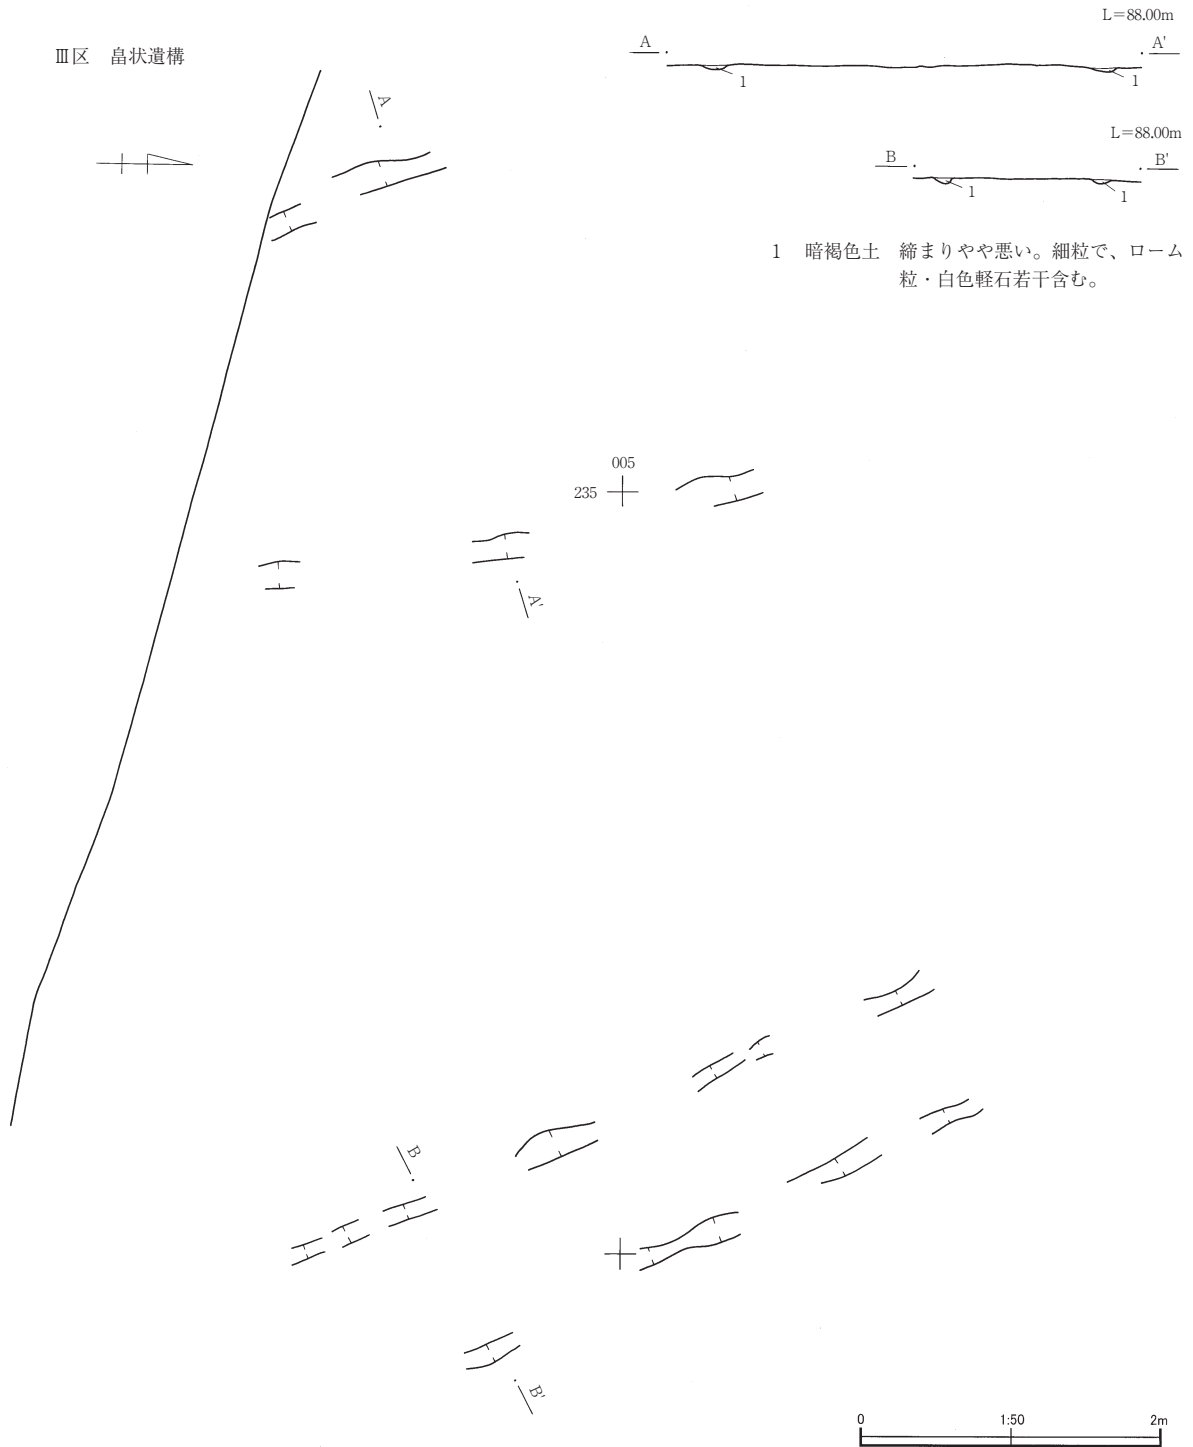 Ⅲ区　畠状遺構
L＝88.00m
A
A'
1
1
L＝88.00m
B
B'
1
1
1　暗褐色土　締まりやや悪い。細粒で、ローム
粒・白色軽石若干含む。
A
005
235
A'
B
B'
0 1:50 2m